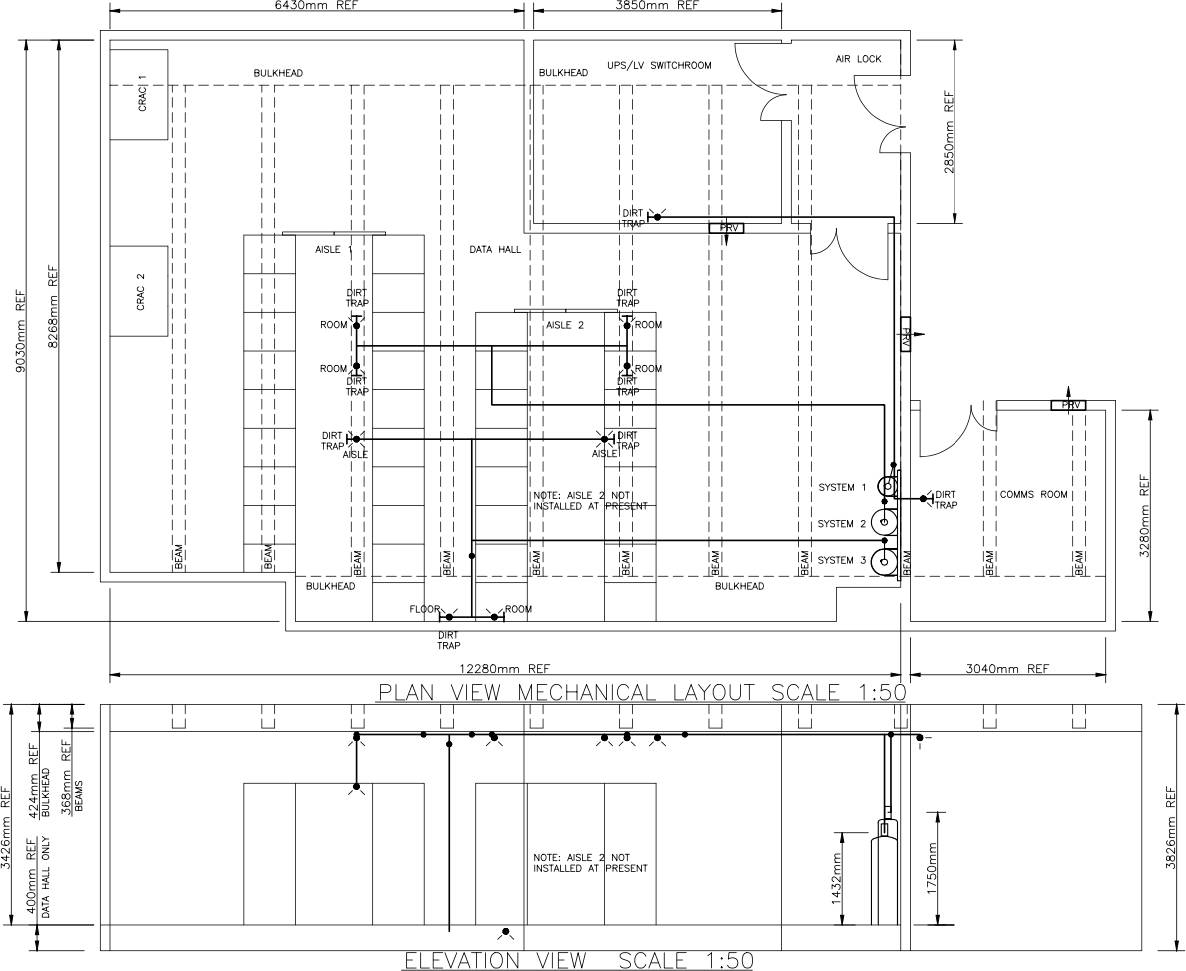 6430mm REF
3850mm REF
BULKHEAD
BULKHEAD
UPS/LV SWITCHROOM
AIR LOCK
CRAC 1
2850mm REF
DIRT
TRAP
PRV
AISLE 1
DATA HALL
CRAC 2
9030mm REF
8268mm REF
DIRT
TRAP
DIRT
TRAP
ROOM
AISLE 2
ROOM
PRV
ROOM
ROOM
DIRT
TRAP
DIRT
TRAP
PRV
DIRT
TRAP
AISLE
DIRT
TRAP
AISLE
NOTE: AISLE 2 NOT
INSTALLED AT PRESENT
SYSTEM 1
DIRT
TRAP
COMMS ROOM
SYSTEM 2
SYSTEM 3
3280mm REF
BEAM
BEAM
BEAM
BEAM
BEAM
BEAM
BEAM
BEAM
BEAM
BEAM
BEAM
BULKHEAD
BULKHEAD
FLOOR
ROOM
DIRT
TRAP
12280mm REF
3040mm REF
PLAN VIEW MECHANICAL LAYOUT SCALE 1:50
3426mm REF
424mm REF
BULKHEAD
368mm REF
BEAMS
400mm REF
DATA HALL ONLY
NOTE: AISLE 2 NOT
INSTALLED AT PRESENT
1432mm
1750mm
3826mm REF
ELEVATION VIEW SCALE 1:50